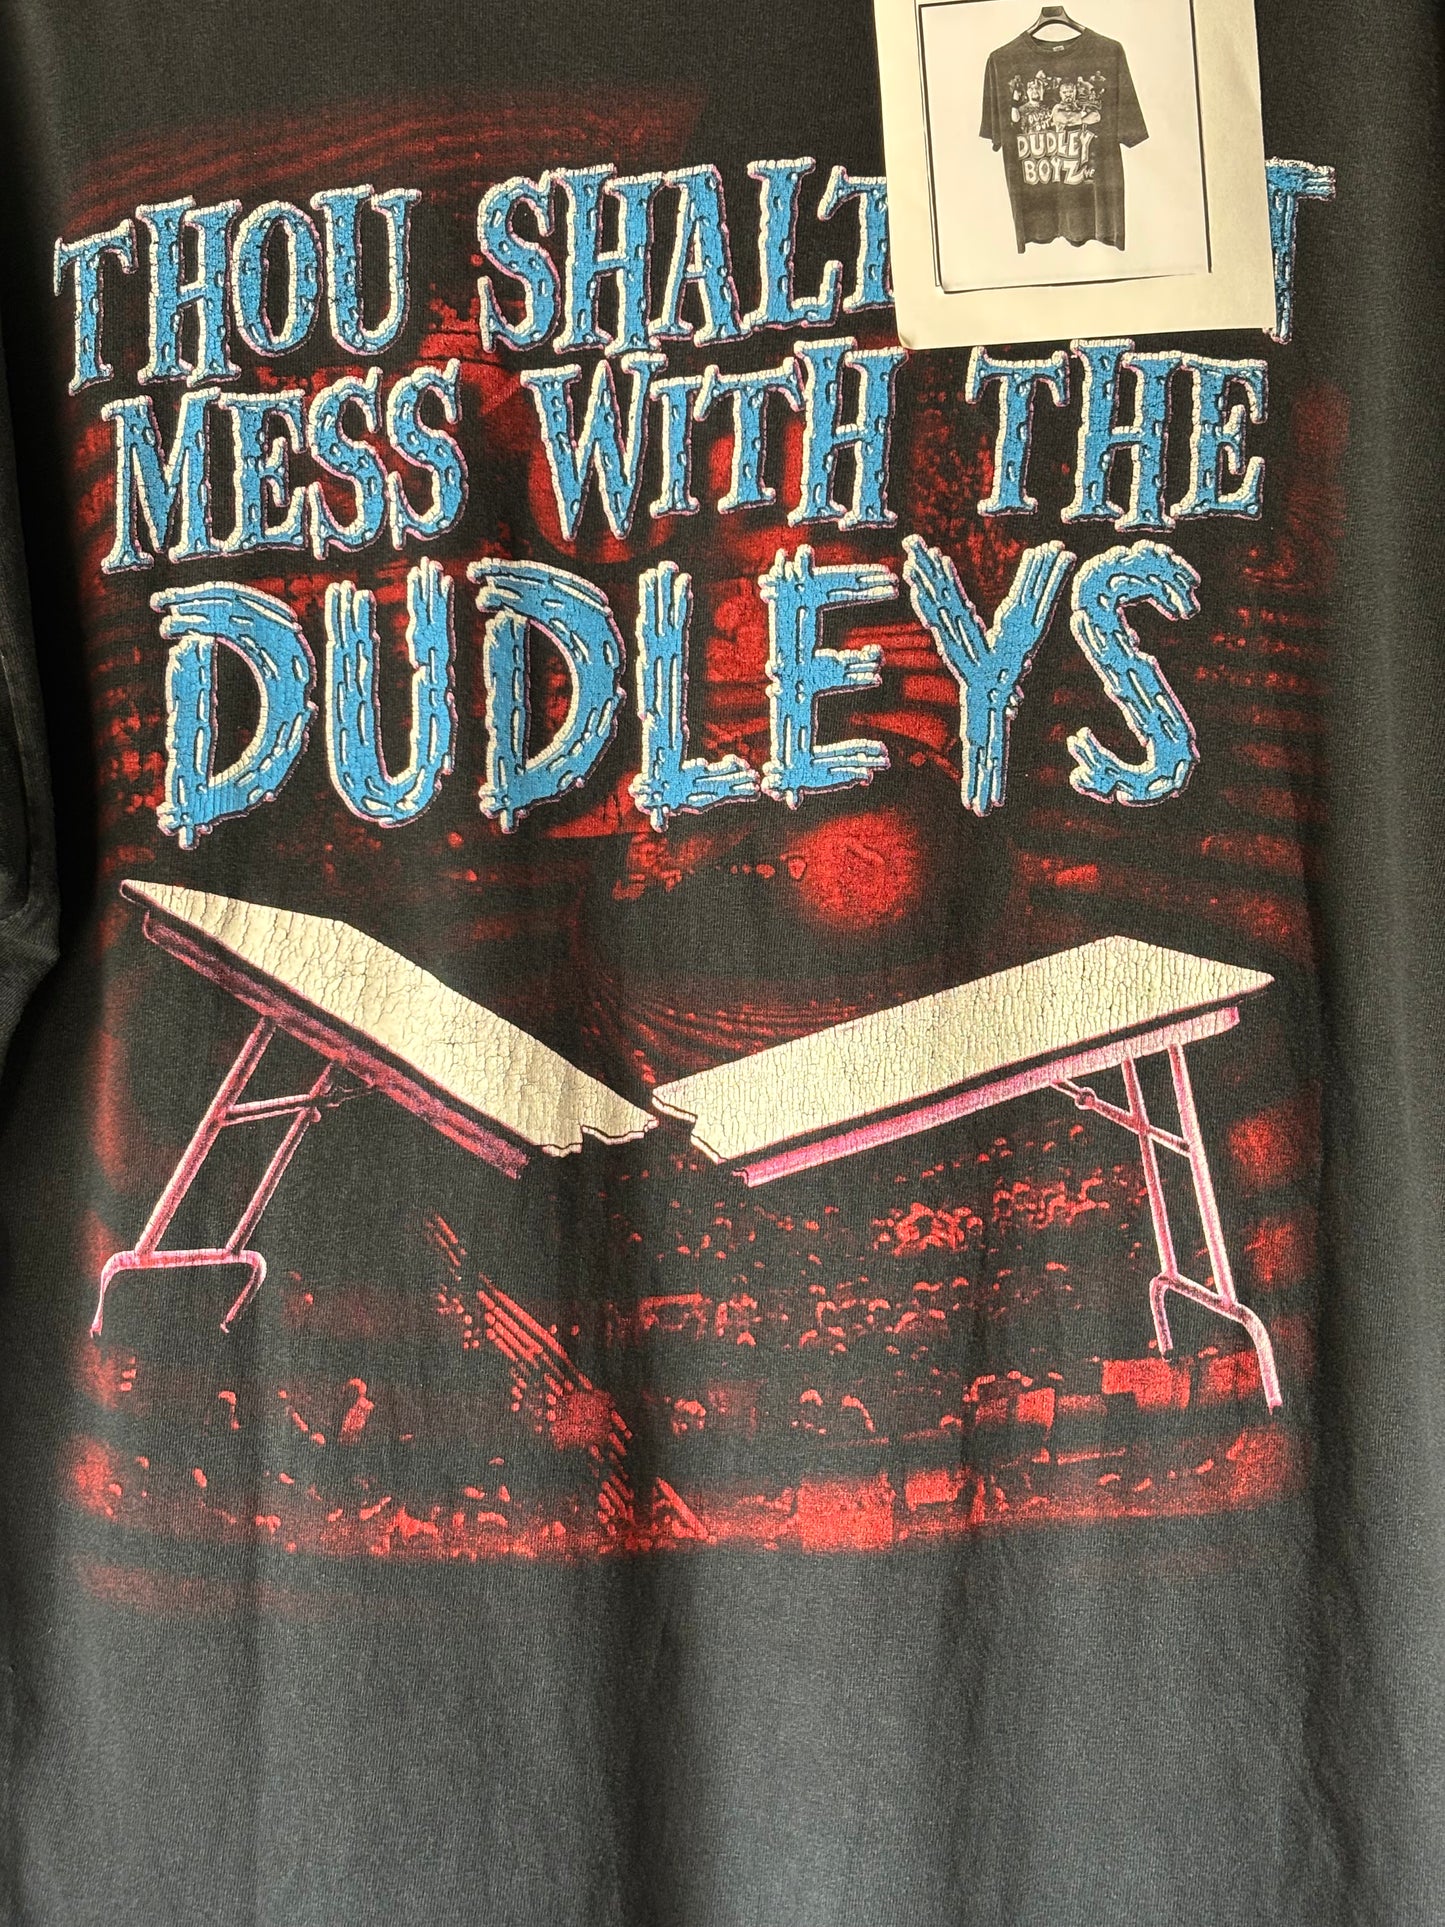 THOU SHALT T
MESS WITH THE
DUDLEYS
DUDLEY
BOYZ